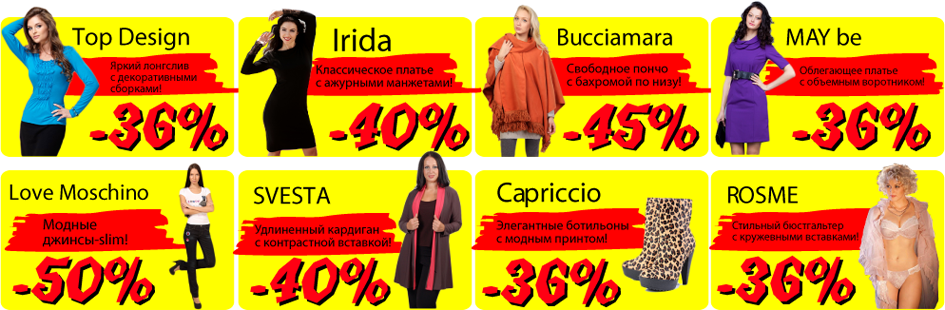 Top Design
Яркий лонгслив
с декоративными
сборками!
-36%
Irida
Классическое платье
с ажурными манжетами!
-40%
Bucciamara
Свободное пончо
с бахромой по низу!
-45%
MAY be
Облегающее платье
с объемным воротником!
-36%
Love Moschino
Модные
джинсы-slim!
-50%
SVESTA
Удлиненный кардиган
с контрастной вставкой!
-40%
Capriccio
Элегантные ботильоны
с модным принтом!
-36%
ROSME
Стильный бюстгальтер
с кружевными вставками!
-36%